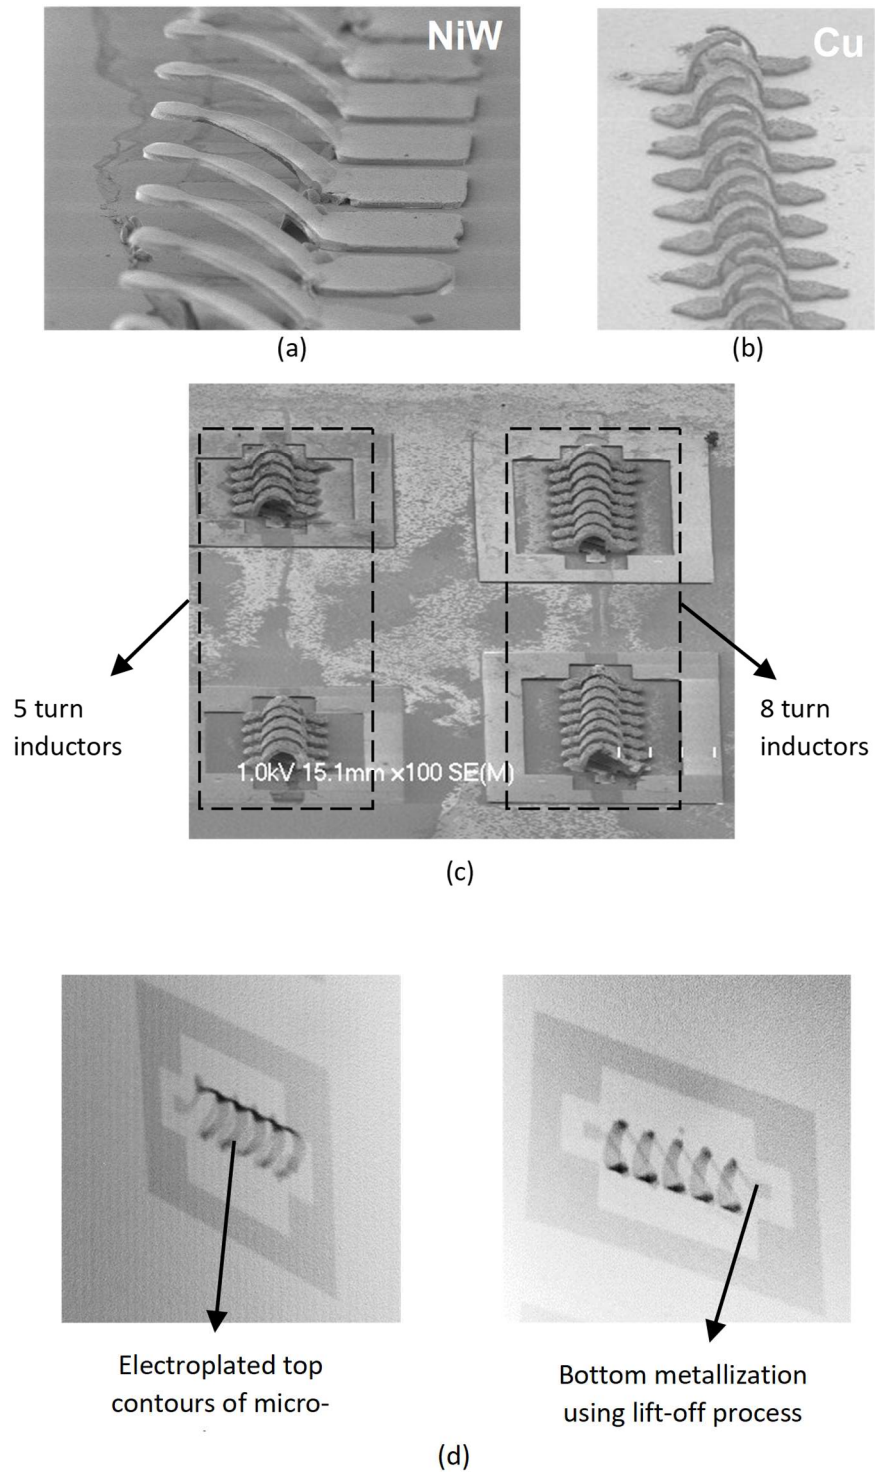 NiW
Cu
(a)
(b)
5 turn
inductors
8 turn
inductors
1.0kV 15.1mm x100 SE(M)
(c)
Electroplated top
contours of micro-
Bottom metallization
using lift-off process
(d)